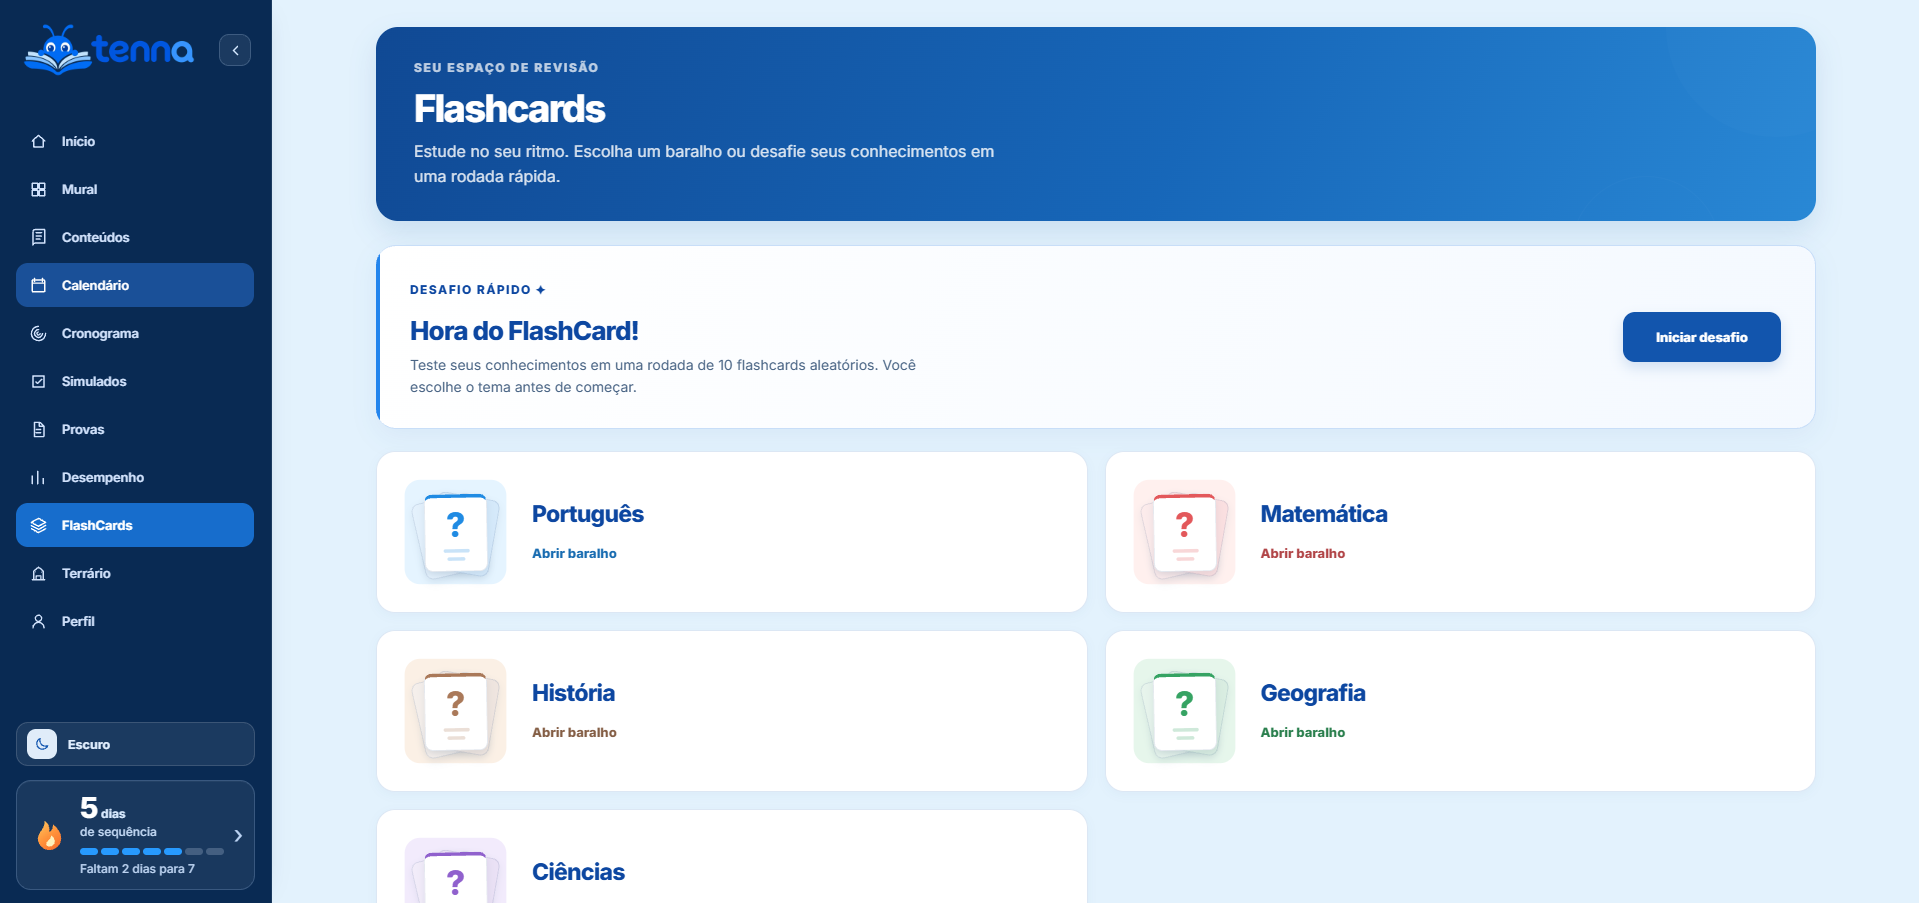 tenna
Início
Mural
Conteúdos
Calendário
Cronograma
Simulados
Provas
Desempenho
FlashCards
Terrário
Perfil
Escuro
5 dias
de sequência
Faltam 2 dias para 7
SEU ESPAÇO DE REVISÃO
Flashcards
Estude no seu ritmo. Escolha um baralho ou desafie seus conhecimentos em
uma rodada rápida.
DESAFIO RÁPIDO ✦
Hora do FlashCard!
Teste seus conhecimentos em uma rodada de 10 flashcards aleatórios. Você
escolhe o tema antes de começar.
Iniciar desafio
?
Português
Abrir baralho
?
Matemática
Abrir baralho
?
História
Abrir baralho
?
Geografia
Abrir baralho
?
Ciências